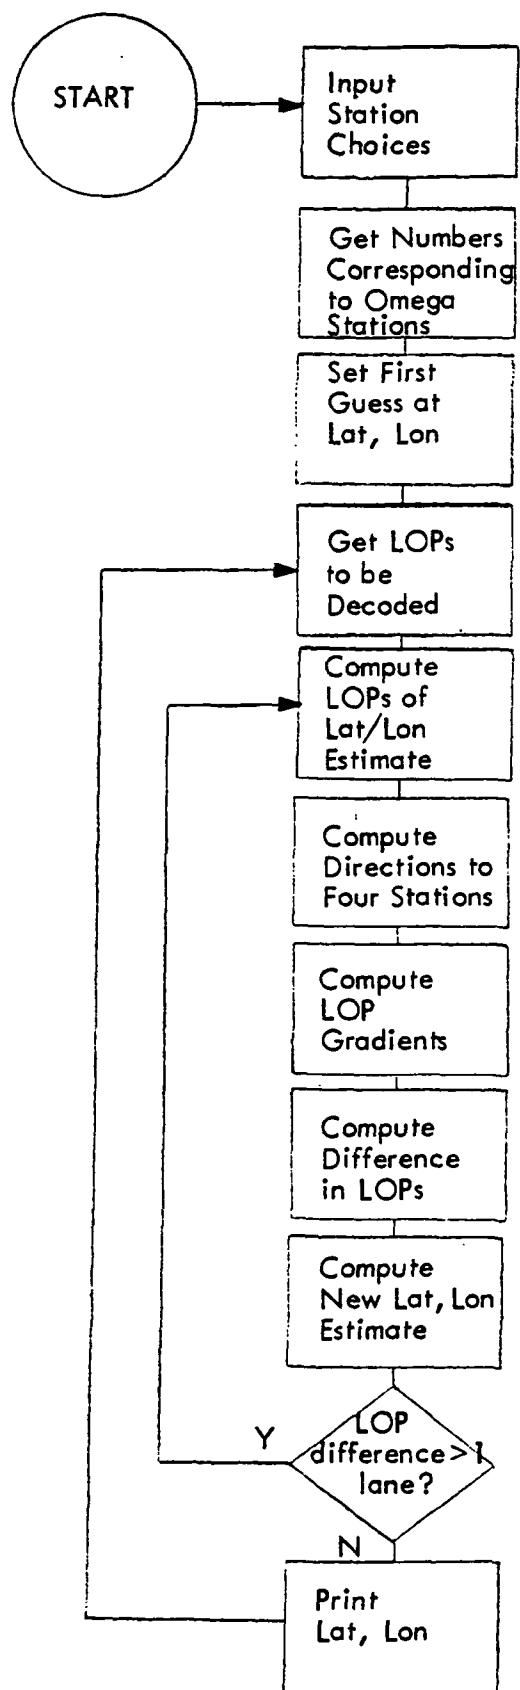 START
Input
Station
Choices
Get Numbers
Corresponding
to Omega
Stations
Set First
Guess at
Lat, Lon
Get LOPs
to be
Decoded
Compute
LOPs of
Lat/Lon
Estimate
Compute
Directions to
Four Stations
Compute
LOP
Gradients
Compute
Difference
in LOPs
Compute
New Lat, Lon
Estimate
LOP
difference > 1
lane?
Y
N
Print
Lat, Lon